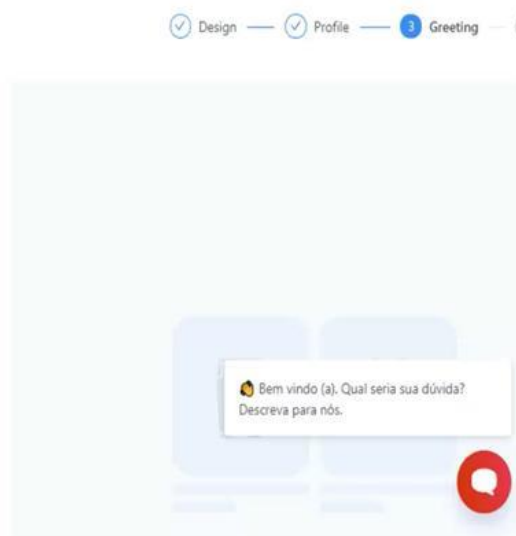 Design Profile 3 Greeting
👋 Bem vindo (a). Qual seria sua dúvida?
Descreva para nós.